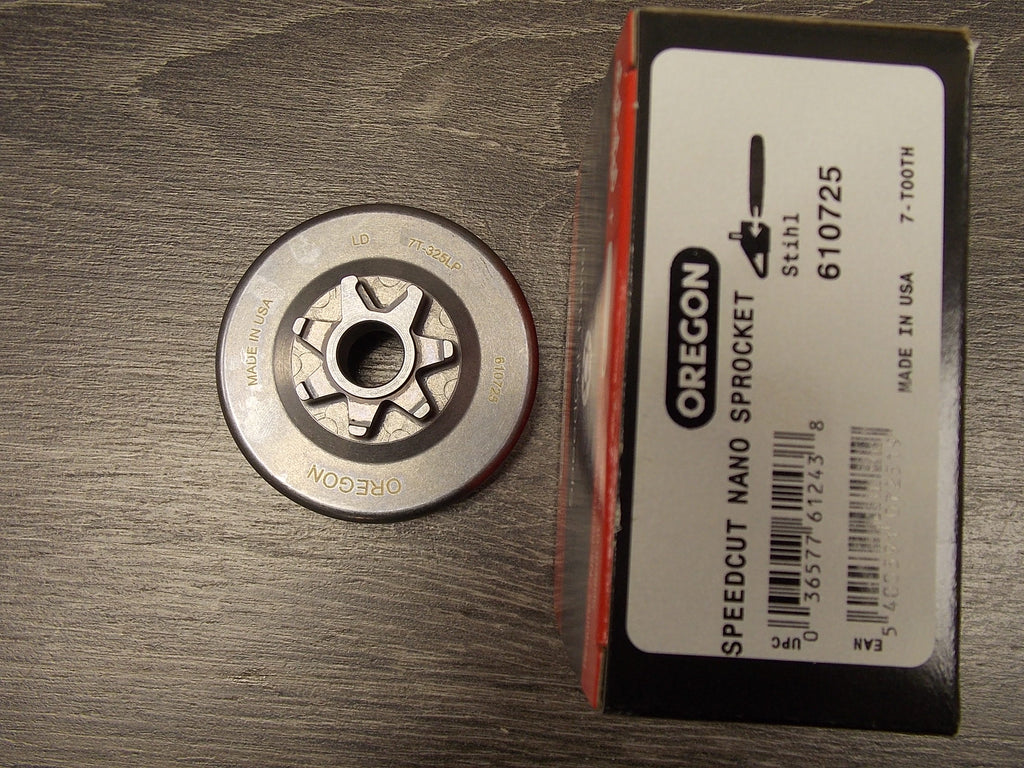 LD 71-325LP
MADE IN USA
610725
OREGON
OREGON
SPEEDCUT NANO SPROCKET
Stihl
610725
7-TOOTH
MADE IN USA
UPC
0 36577 61243 8
EAN